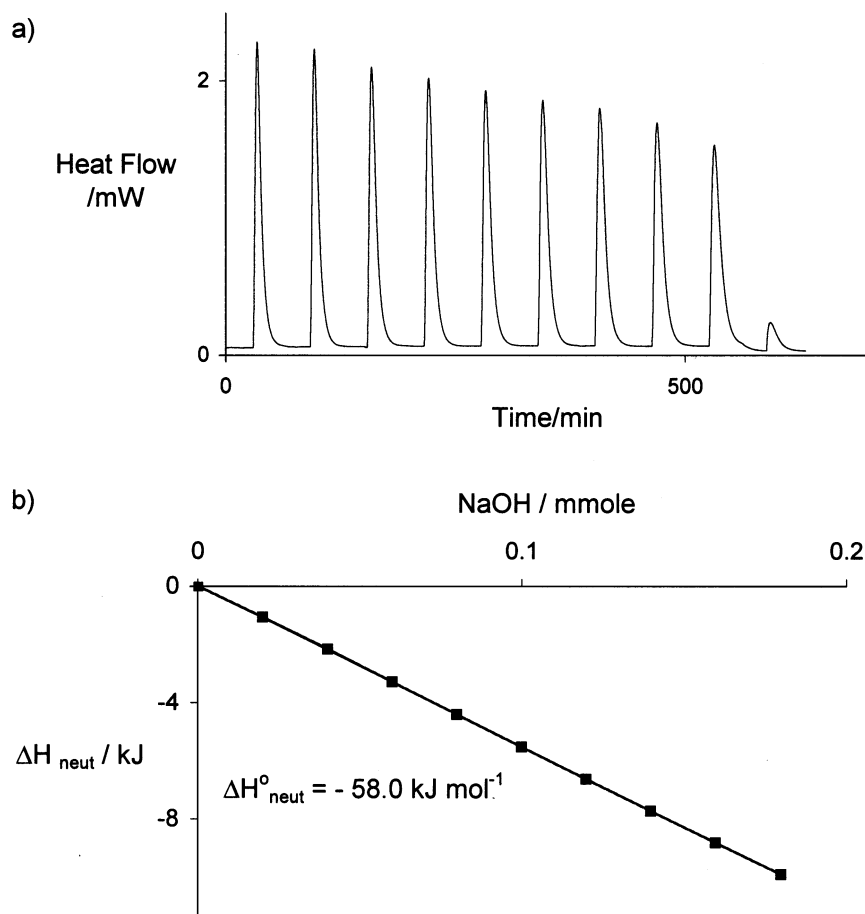 a)
2
Heat Flow
/mW
0
0
500
Time/min
b)
NaOH / mmole
0
0.1
0.2
0
-4
ΔH neut / kJ
ΔH°neut = - 58.0 kJ mol-1
-8